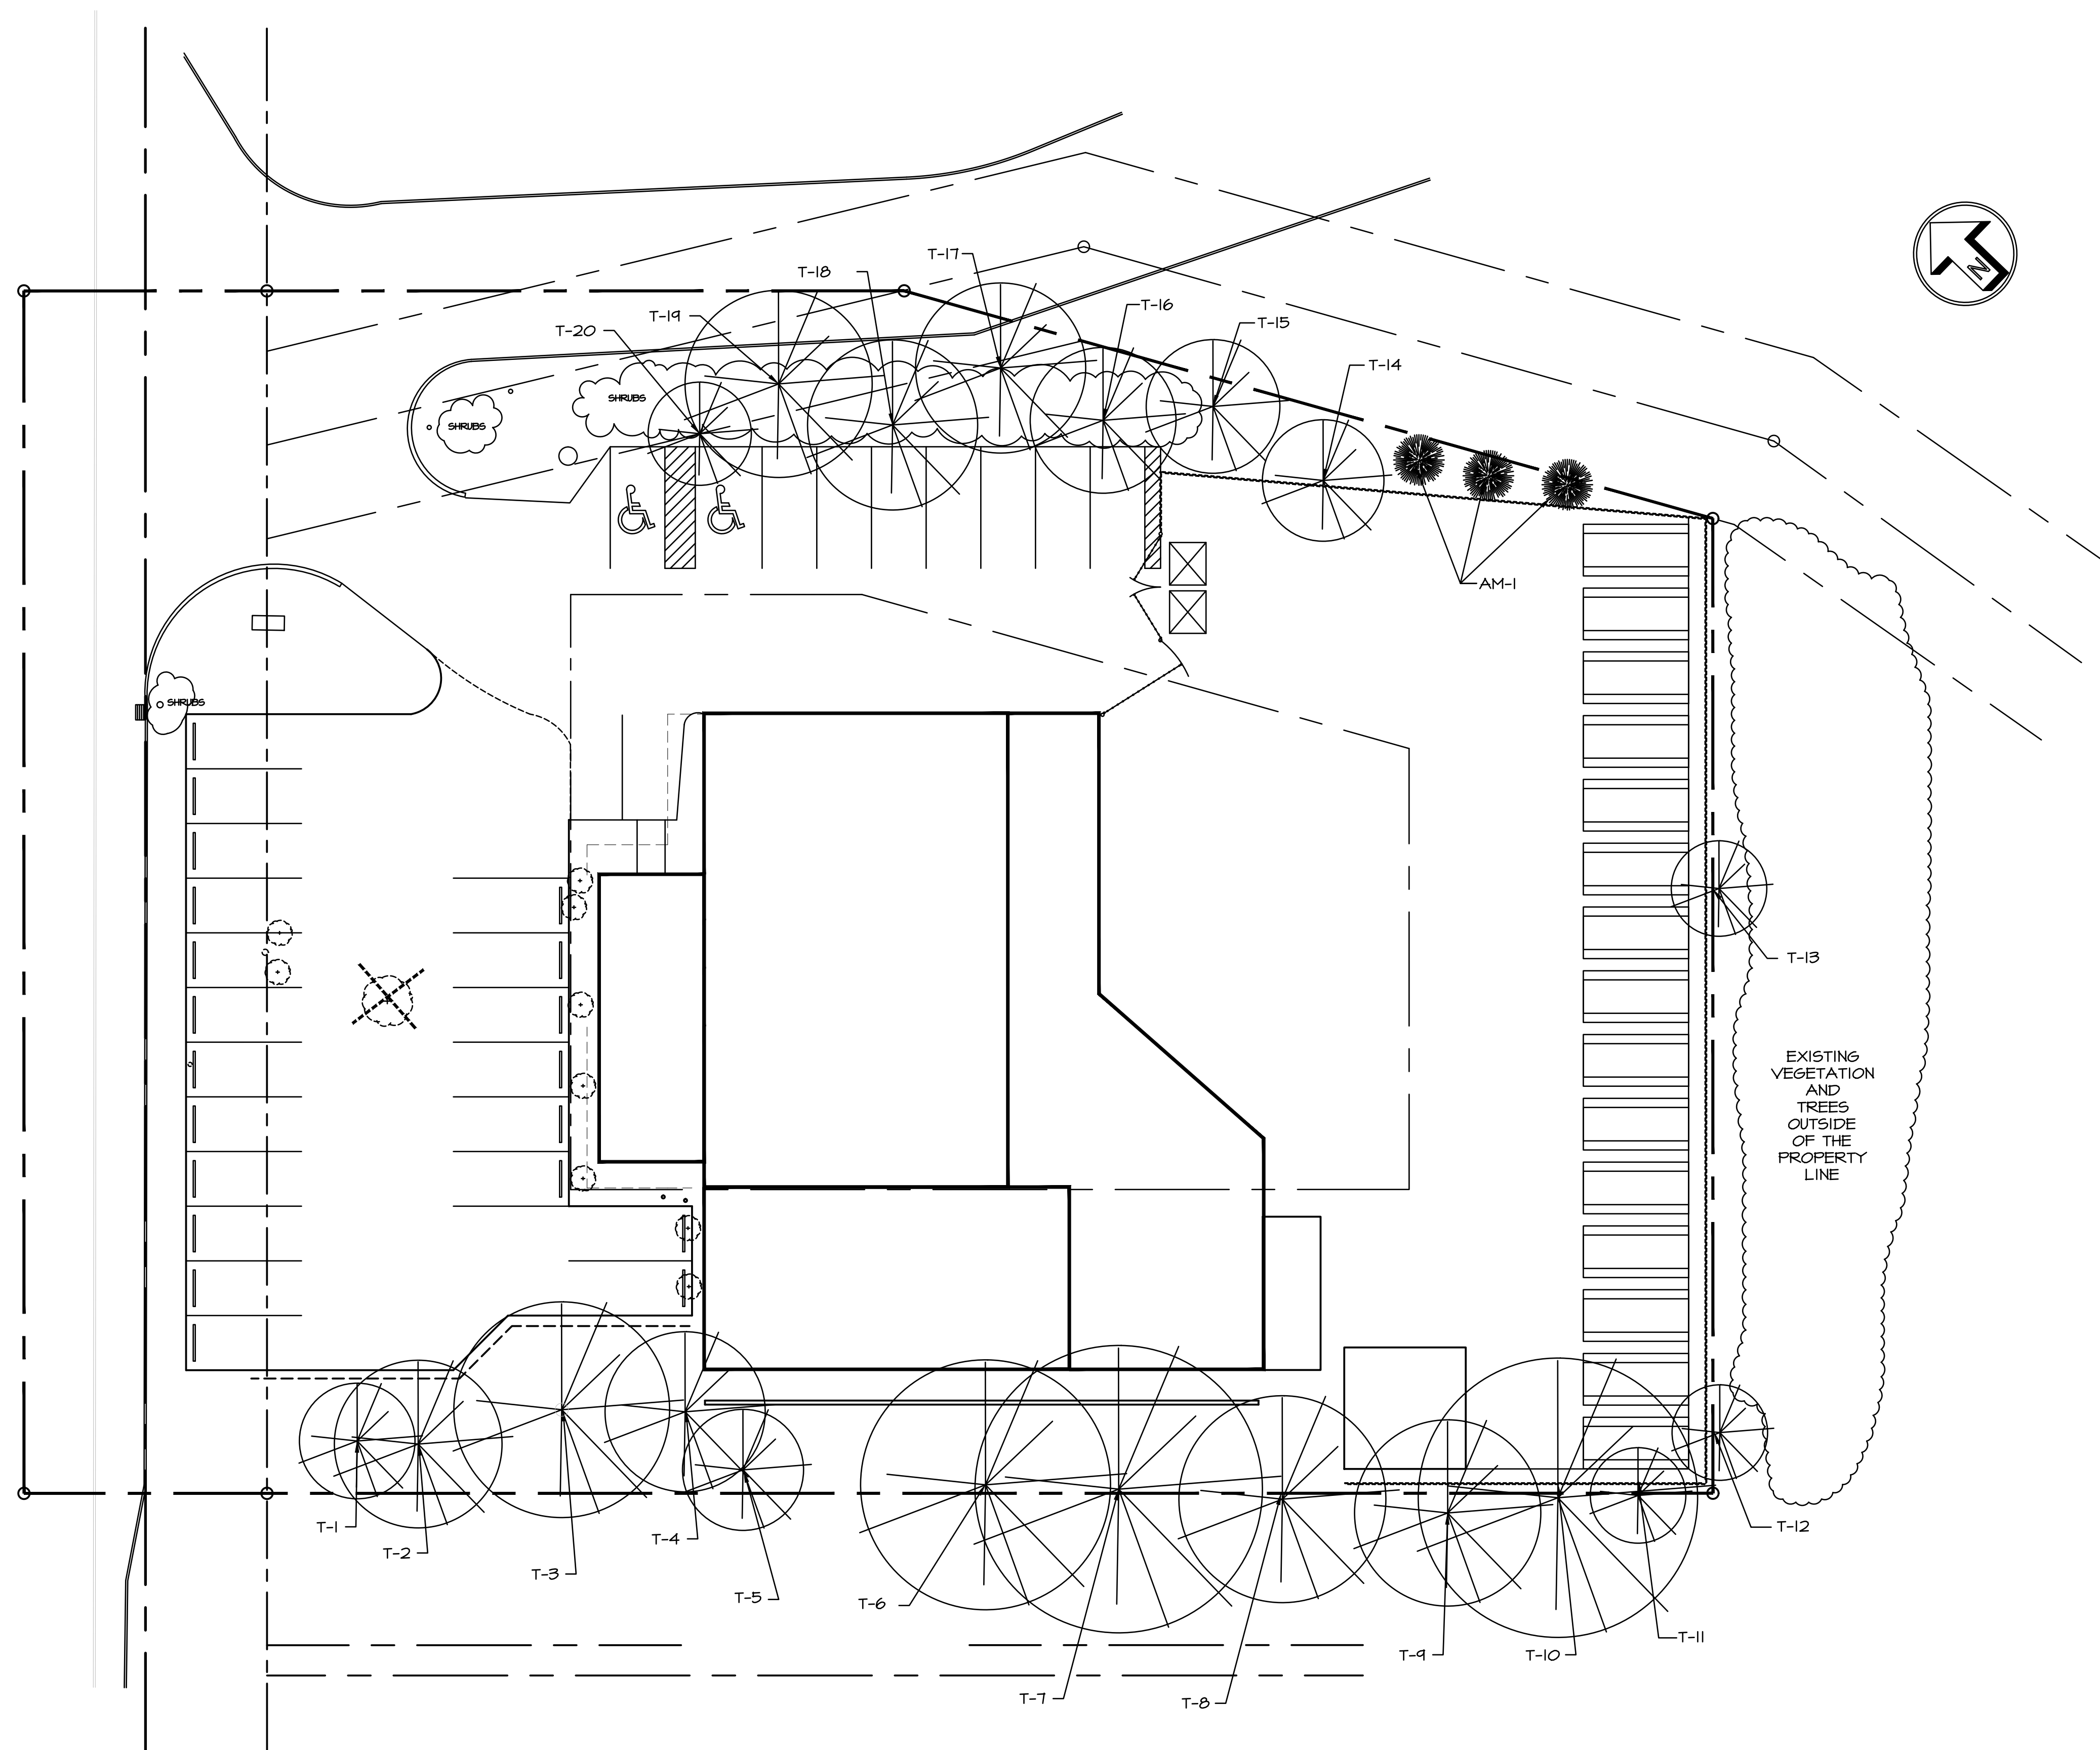 T-17
N
T-18
T-16
T-19
T-15
T-20
T-14
SHRUBS
SHRUBS
AM-1
SHRUBS
T-13
EXISTING
VEGETATION
AND
TREES
OUTSIDE
OF THE
PROPERTY
LINE
T-1
T-2
T-3
T-4
T-5
T-6
T-7
T-8
T-9
T-10
T-11
T-12